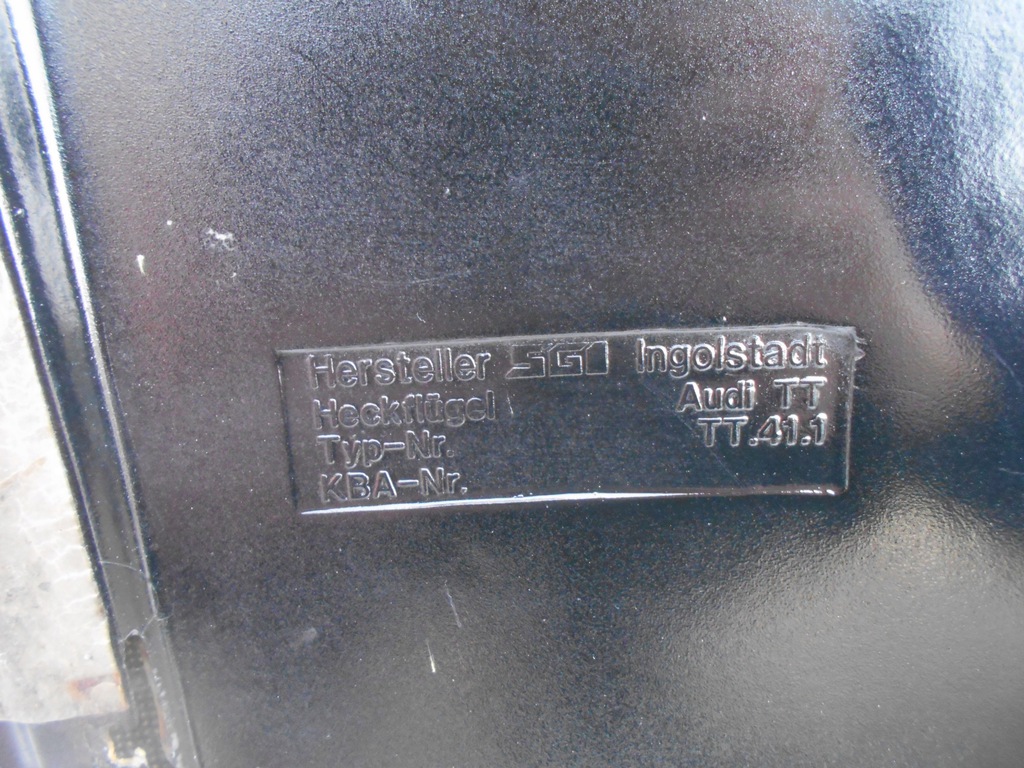 Hersteller SGI Ingolstadt
Heckflügel Audi TT
Typ-Nr. TT.41.1
KBA-Nr.